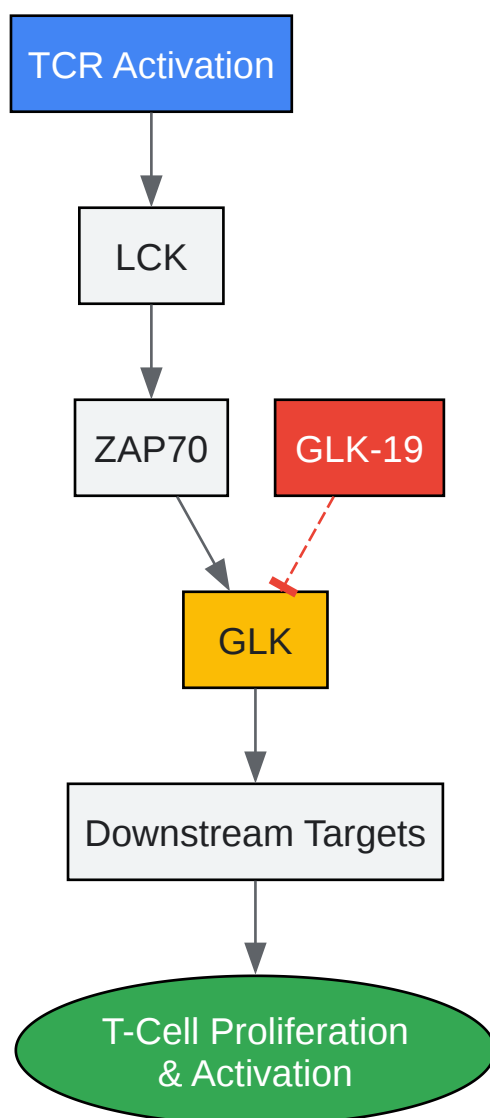 TCR Activation
LCK
ZAP70
GLK-19
GLK
Downstream Targets
T-Cell Proliferation
& Activation